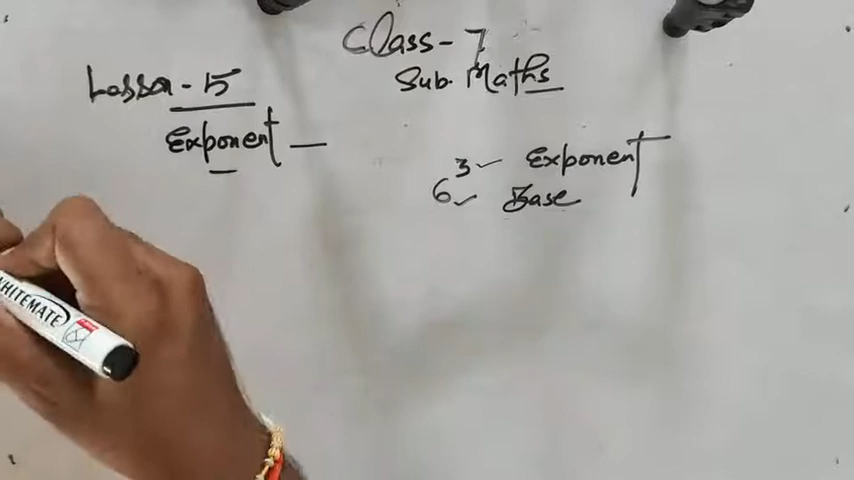 Class - 7
Sub. Maths
Lesson - 15
Exponent -
3 - Exponent
6 - Base
WHITEMATE